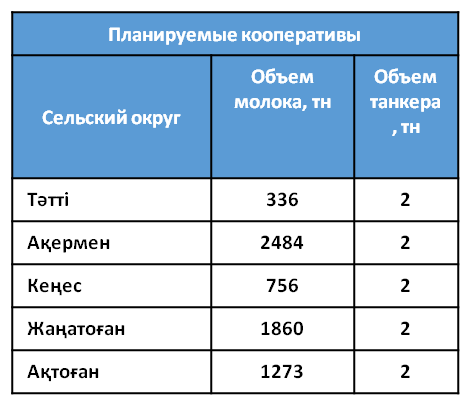 Планируемые кооперативы
Сельский округ
Объем
молока, тн
Объем
танкера
, тн
Тәтті 336 2
Ақермен 2484 2
Кеңес 756 2
Жаңатоған 1860 2
Ақтоған 1273 2